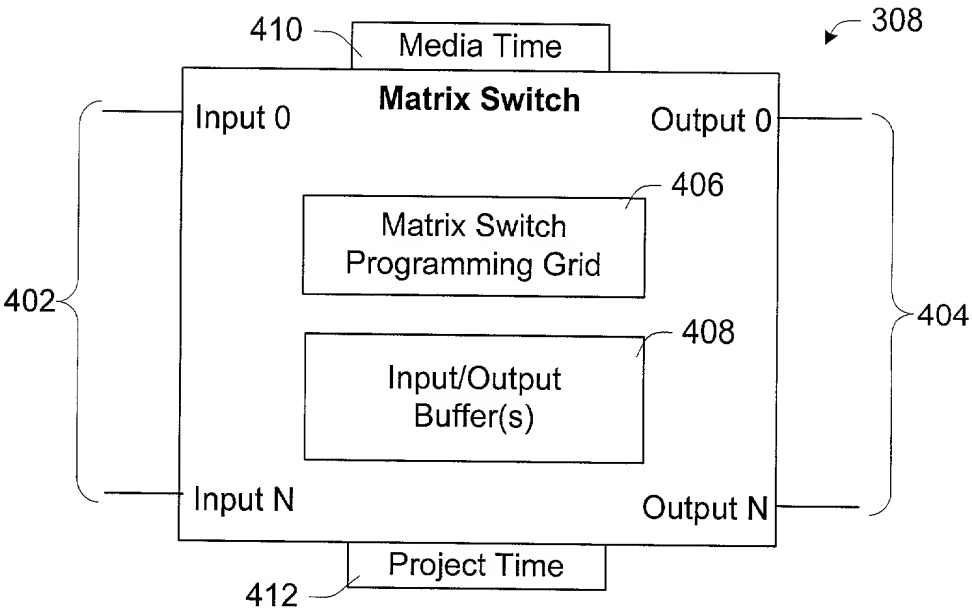 410
Media Time
308
Matrix Switch
Input 0
Output 0
406
Matrix Switch
Programming Grid
402
404
408
Input/Output
Buffer(s)
Input N
Output N
Project Time
412